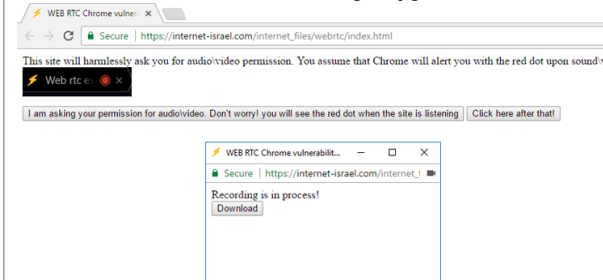 WEB RTC Chrome vulner
Secure | https://internet-israel.com/internet_files/webrtc/index.html
This site will harmlessly ask you for audio\video permission. You assume that Chrome will alert you with the red dot upon sound\
Web rtc e
I am asking your permission for audio\video. Don't worry! you will see the red dot when the site is listening Click here after that!
WEB RTC Chrome vulnerabilit...
Secure | https://internet-israel.com/internet_
Recording is in process!
Download